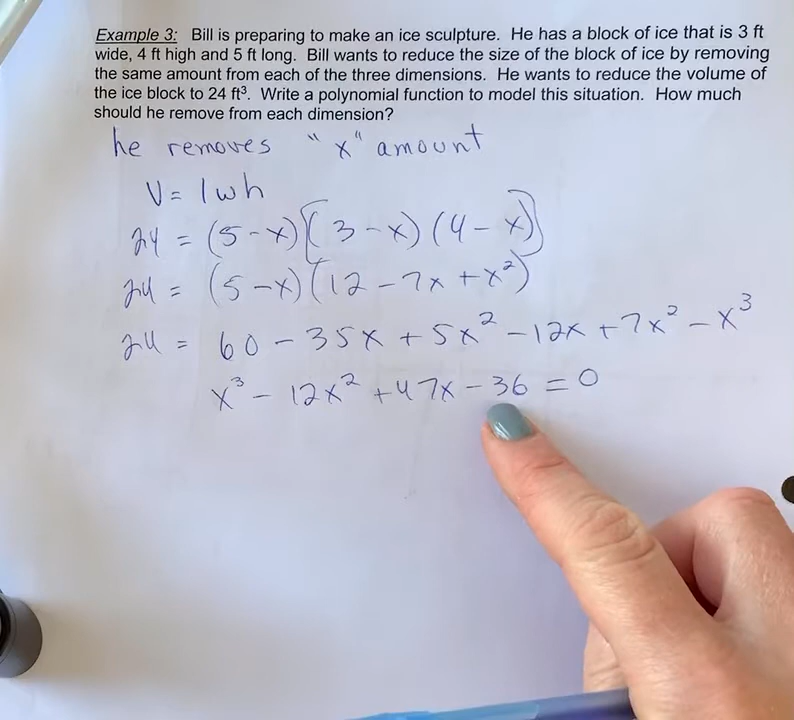 Example 3: Bill is preparing to make an ice sculpture. He has a block of ice that is 3 ft
wide, 4 ft high and 5 ft long. Bill wants to reduce the size of the block of ice by removing
the same amount from each of the three dimensions. He wants to reduce the volume of
the ice block to 24 ft³. Write a polynomial function to model this situation. How much
should he remove from each dimension?
he removes "x" amount
V = lwh
24 = (5-x)[(3-x)(4-x)]
24 = (5-x)(12-7x+x²)
24 = 60-35x+5x²-12x+7x²-x³
x³-12x²+47x-36=0